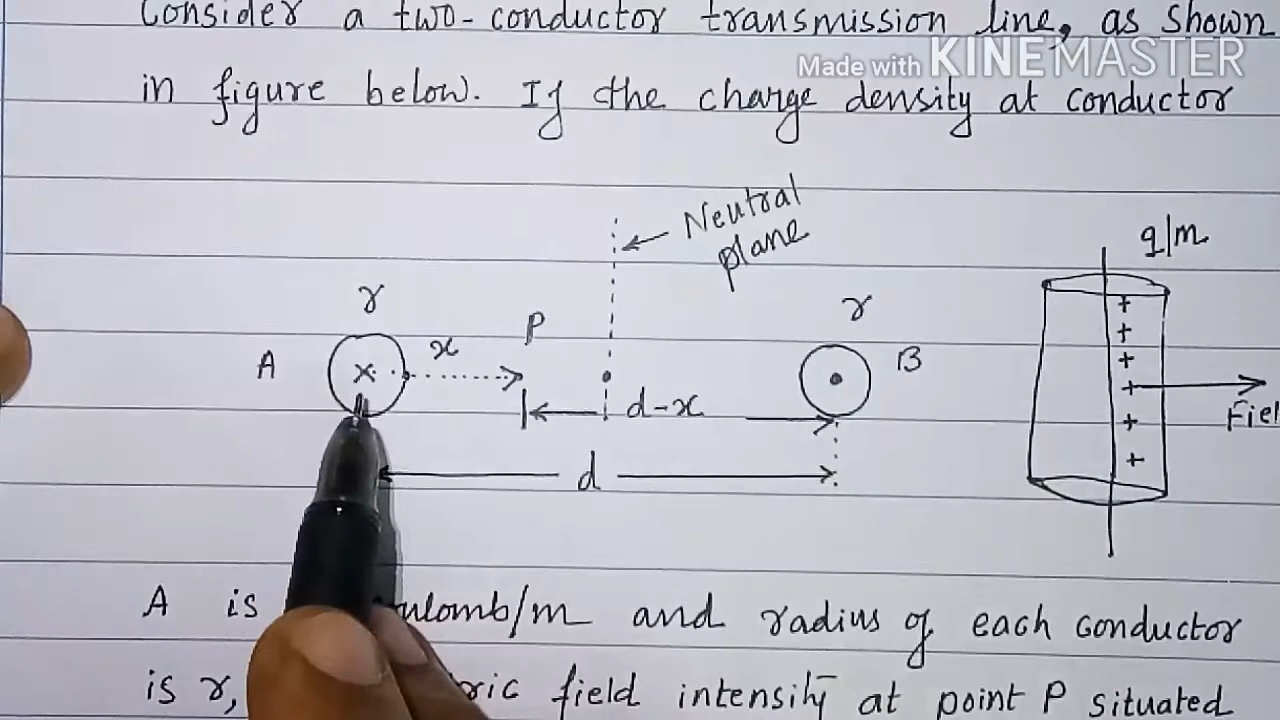 Consider a two-conductor transmission line, as shown
Made with KINEMASTER
in figure below. If the charge density at conductor
Neutral
plane
q/m
r
r
P
A
x
B
d-x
Fiel
d
+
+
+
+
+
+
A is oulomb/m and radius of each conductor
is r, ric field intensity at point P situated